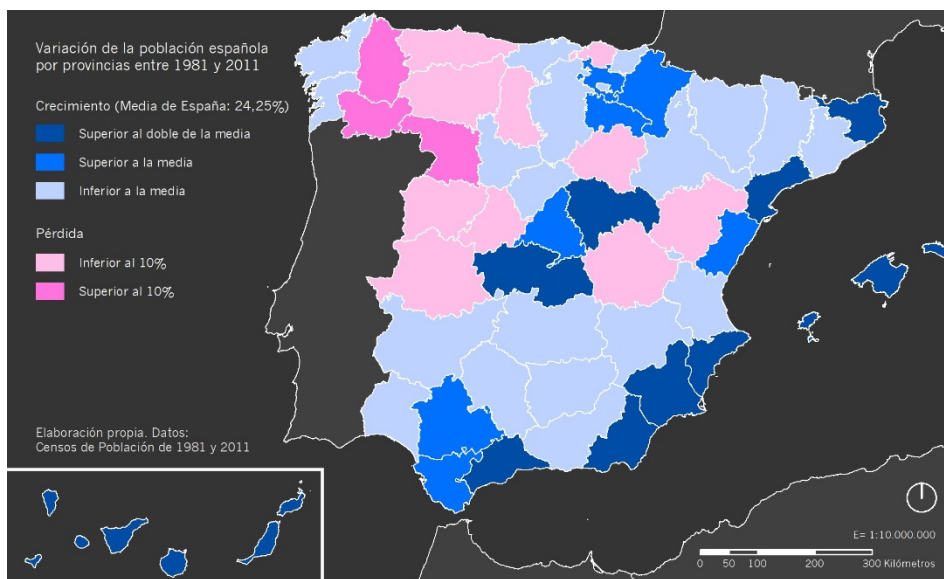 Variación de la población española
por provincias entre 1981 y 2011
Crecimiento (Media de España: 24,25%)
Superior al doble de la media
Superior a la media
Inferior a la media
Pérdida
Inferior al 10%
Superior al 10%
Elaboración propia. Datos:
Censos de Población de 1981 y 2011
E= 1:10.000.000
0 50 100 200 300 Kilómetros